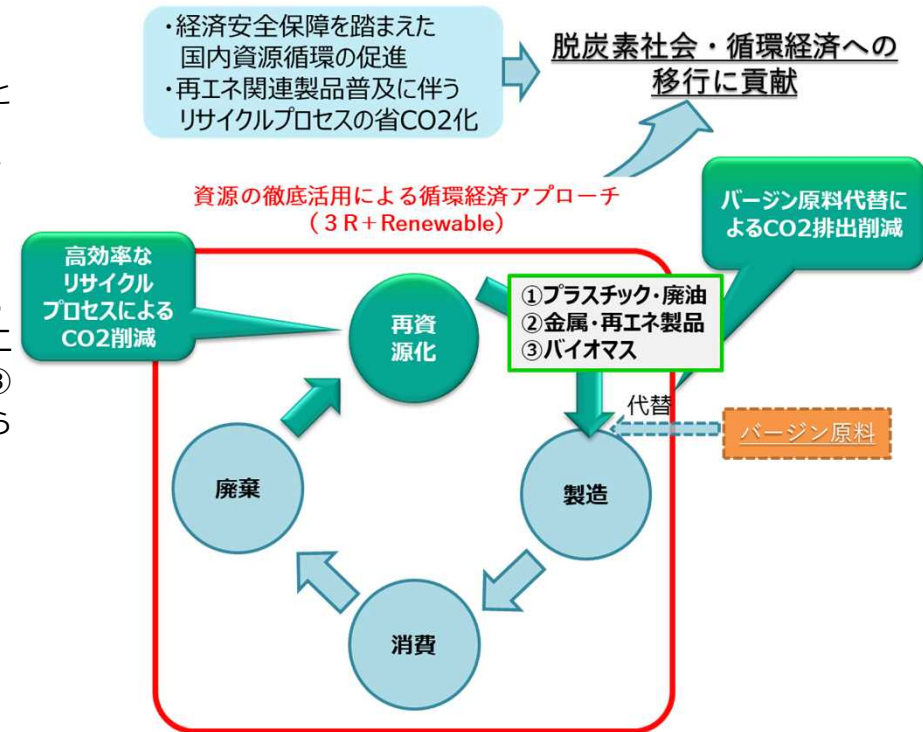 ・経済安全保障を踏まえた
国内資源循環の促進
・再エネ関連製品普及に伴う
リサイクルプロセスの省CO2化
脱炭素社会・循環経済への
移行に貢献
資源の徹底活用による循環経済アプローチ
(3R+Renewable)
バージン原料代替に
よるCO2排出削減
高効率な
リサイクル
プロセスによる
CO2削減
再資
源化
①プラスチック・廃油
②金属・再エネ製品
③バイオマス
代替
バージン原料
廃棄
製造
消費
と
ら